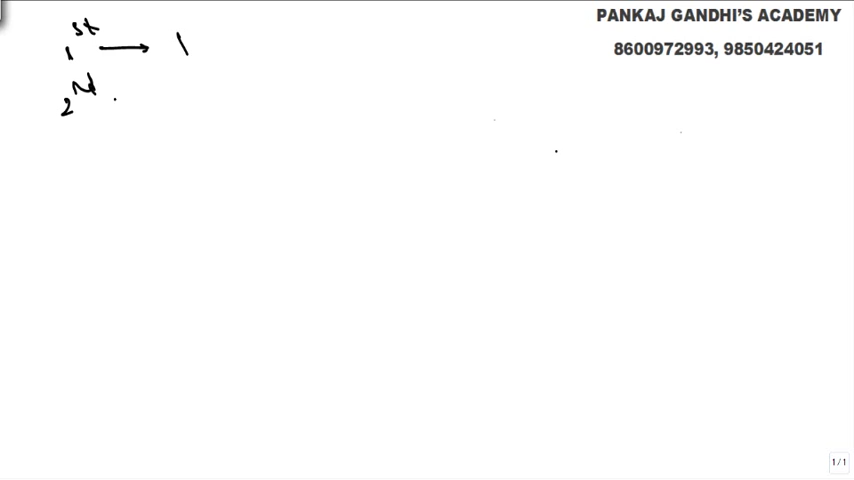 PANKAJ GANDHI'S ACADEMY
8600972993, 9850424051
1st → 1
2nd
1/1